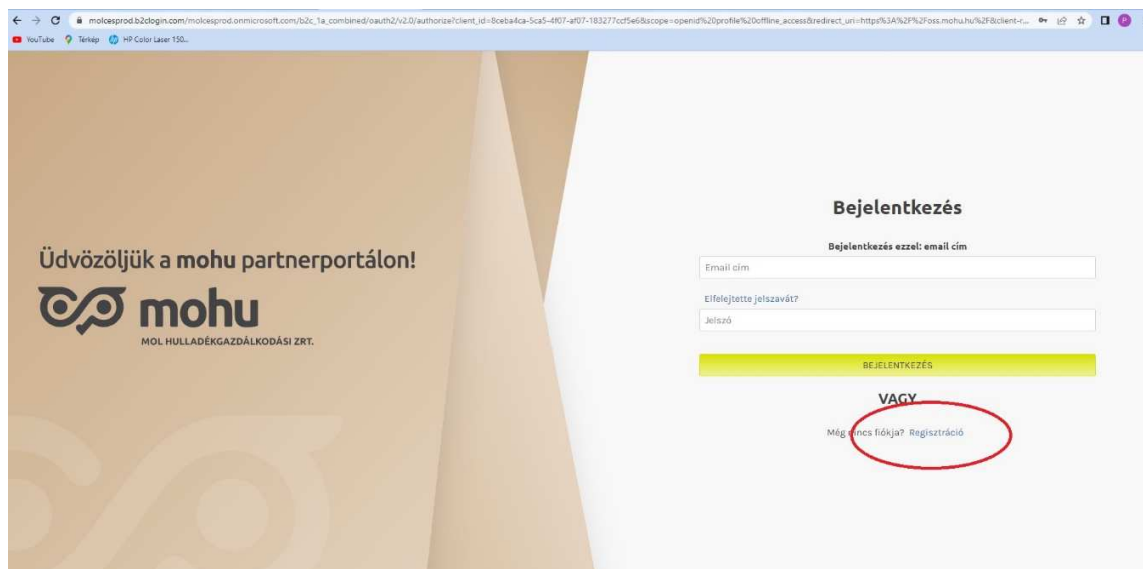 molcesprod.b2clogin.com/molcesprod.onmicrosoft.com/b2c_1a_combined/oauth2/v2.0/authorize?client_id=8ceba4ca-5ca5-4f07-af07-183277ccf5e6&scope=openid%20profile%20offline_access&redirect_uri=https%3A%2F%2Foss.mohu.hu%2F&client-r...
YouTube Térkép HP Color Laser 150...
Üdvözöljük a mohu partnerportálon!
mohu
MOL HULLADÉKGAZDÁLKODÁSI ZRT.
Bejelentkezés
Bejelentkezés ezzel: email cím
Email cím
Elfelejtette jelszavát?
Jelszó
BEJELENTKEZÉS
VAGY
Még nincs fiókja? Regisztráció